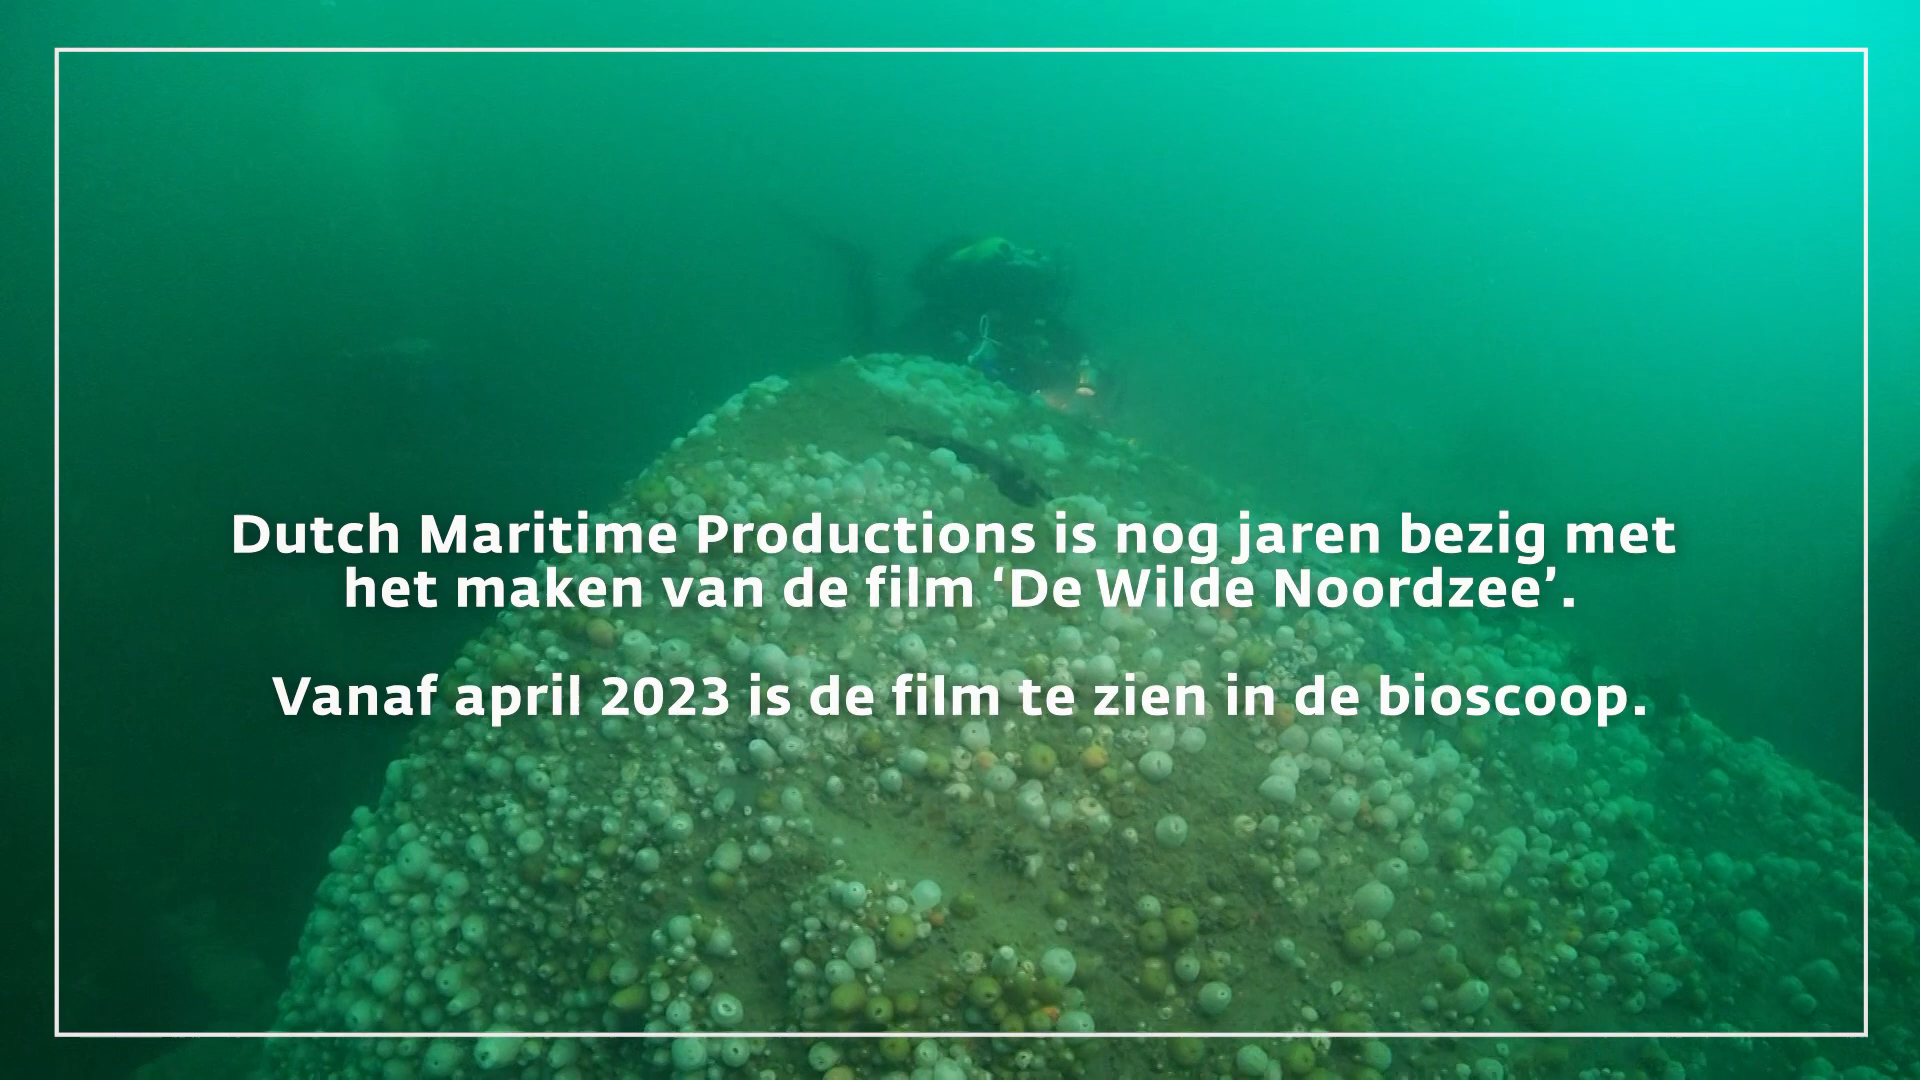 Dutch Maritime Productions is nog jaren bezig met
het maken van de film ‘De Wilde Noordzee’.
Vanaf april 2023 is de film te zien in de bioscoop.